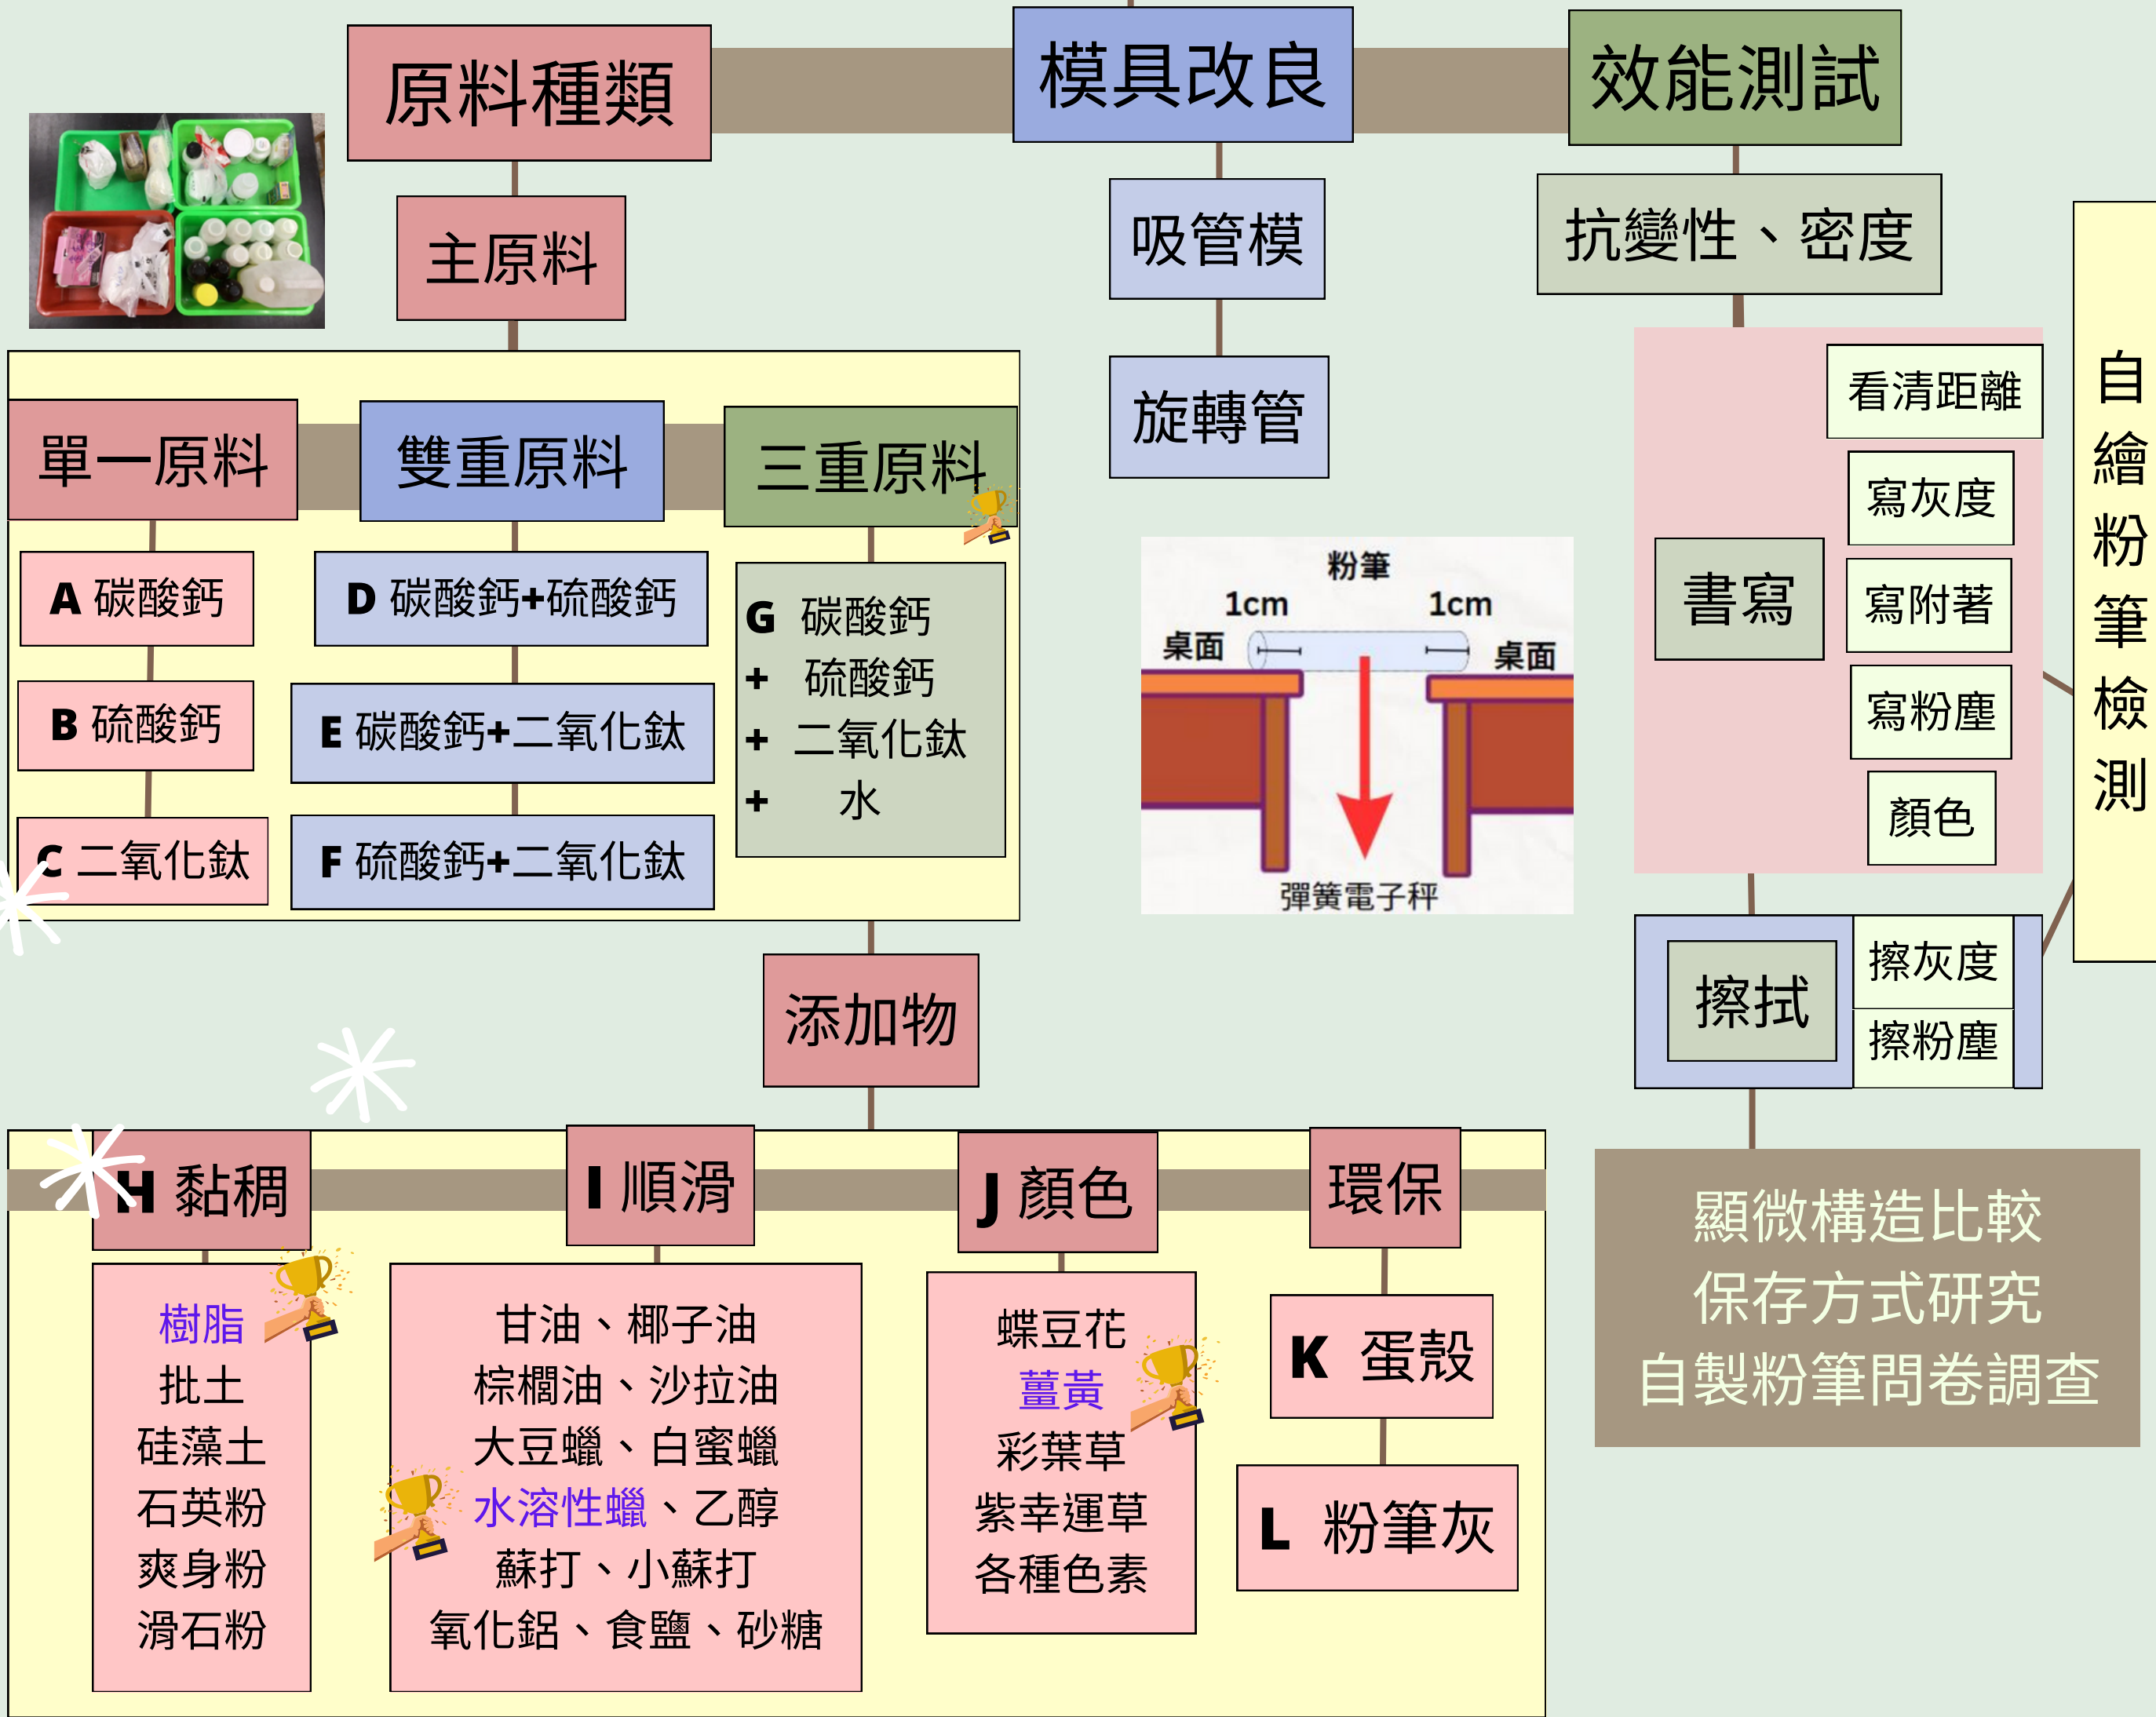 原料種類
模具改良
效能測試
主原料
吸管模
旋轉管
抗變性、密度
單一原料
雙重原料
三重原料
A 碳酸鈣
B 硫酸鈣
C 二氧化鈦
D 碳酸鈣+硫酸鈣
E 碳酸鈣+二氧化鈦
F 硫酸鈣+二氧化鈦
G 碳酸鈣
+ 硫酸鈣
+ 二氧化鈦
+ 水
粉筆
1cm 1cm
桌面 桌面
彈簧電子秤
書寫
看清距離
寫灰度
寫附著
寫粉塵
顏色
擦拭
擦灰度
擦粉塵
自繪粉筆檢測
添加物
H 黏稠
樹脂
批土
硅藻土
石英粉
爽身粉
滑石粉
I 順滑
甘油、椰子油
棕櫚油、沙拉油
大豆蠟、白蜜蠟
水溶性蠟、乙醇
蘇打、小蘇打
氧化鋁、食鹽、砂糖
J 顏色
蝶豆花
薑黃
彩葉草
紫幸運草
各種色素
環保
K 蛋殼
L 粉筆灰
顯微構造比較
保存方式研究
自製粉筆問卷調查